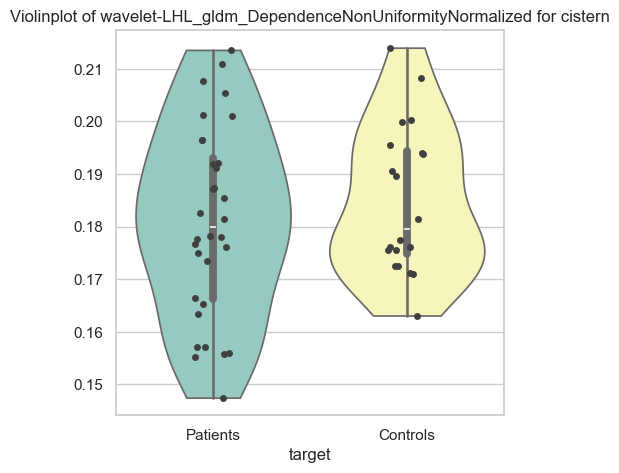 Violinplot of wavelet-LHL_gldm_DependenceNonUniformityNormalized for cistern
0.21
0.20
0.19
0.18
0.17
0.16
0.15
Patients
Controls
target